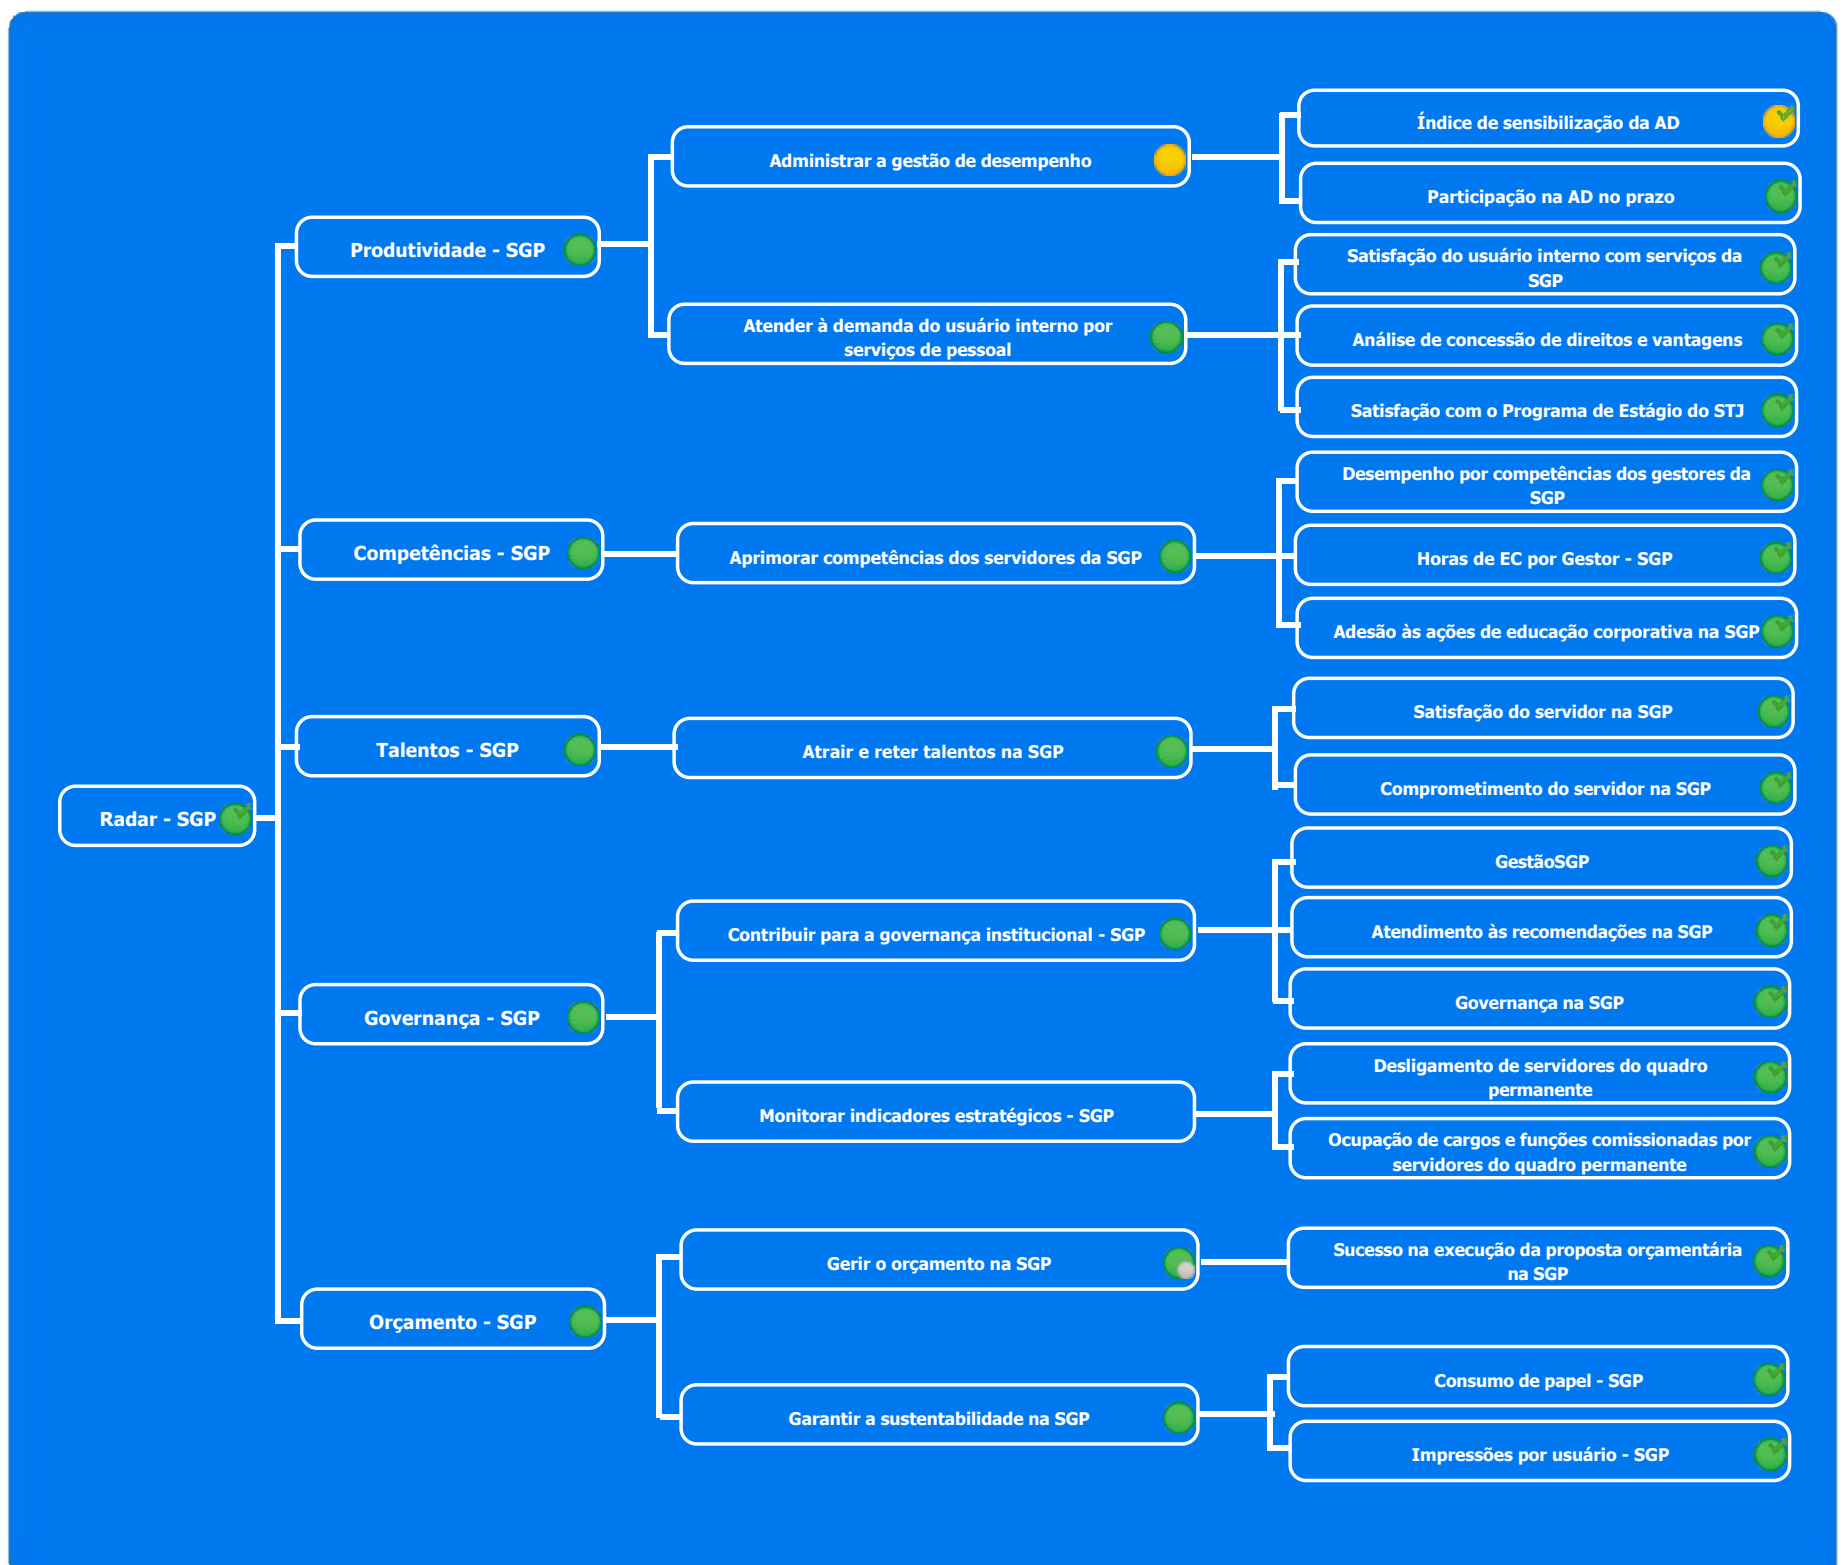 Radar - SGP
Produtividade - SGP
Administrar a gestão de desempenho
Índice de sensibilização da AD
Participação na AD no prazo
Atender à demanda do usuário interno por
serviços de pessoal
Satisfação do usuário interno com serviços da
SGP
Análise de concessão de direitos e vantagens
Satisfação com o Programa de Estágio do STJ
Competências - SGP
Aprimorar competências dos servidores da SGP
Desempenho por competências dos gestores da
SGP
Horas de EC por Gestor - SGP
Adesão às ações de educação corporativa na SGP
Talentos - SGP
Atrair e reter talentos na SGP
Satisfação do servidor na SGP
Comprometimento do servidor na SGP
Governança - SGP
Contribuir para a governança institucional - SGP
GestãoSGP
Atendimento às recomendações na SGP
Governança na SGP
Monitorar indicadores estratégicos - SGP
Desligamento de servidores do quadro
permanente
Ocupação de cargos e funções comissionadas por
servidores do quadro permanente
Orçamento - SGP
Gerir o orçamento na SGP
Sucesso na execução da proposta orçamentária
na SGP
Garantir a sustentabilidade na SGP
Consumo de papel - SGP
Impressões por usuário - SGP